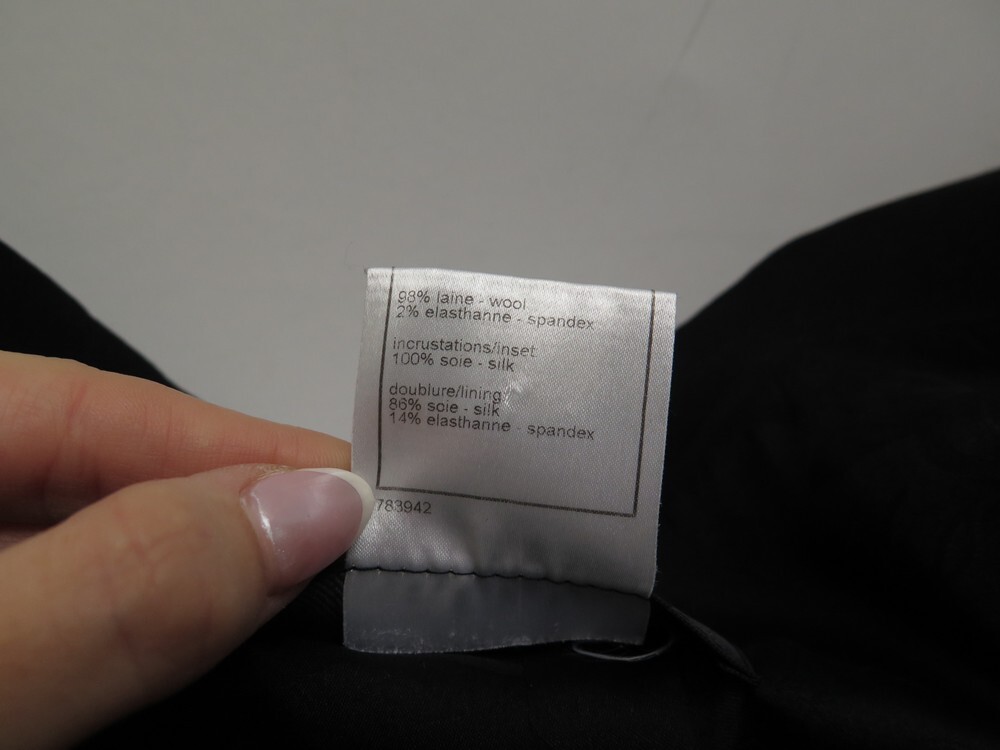 98% laine - wool
2% elasthanne - spandex
incrustations/inset
100% soie - silk
doublure/lining
86% soie - silk
14% elasthanne - spandex
783942